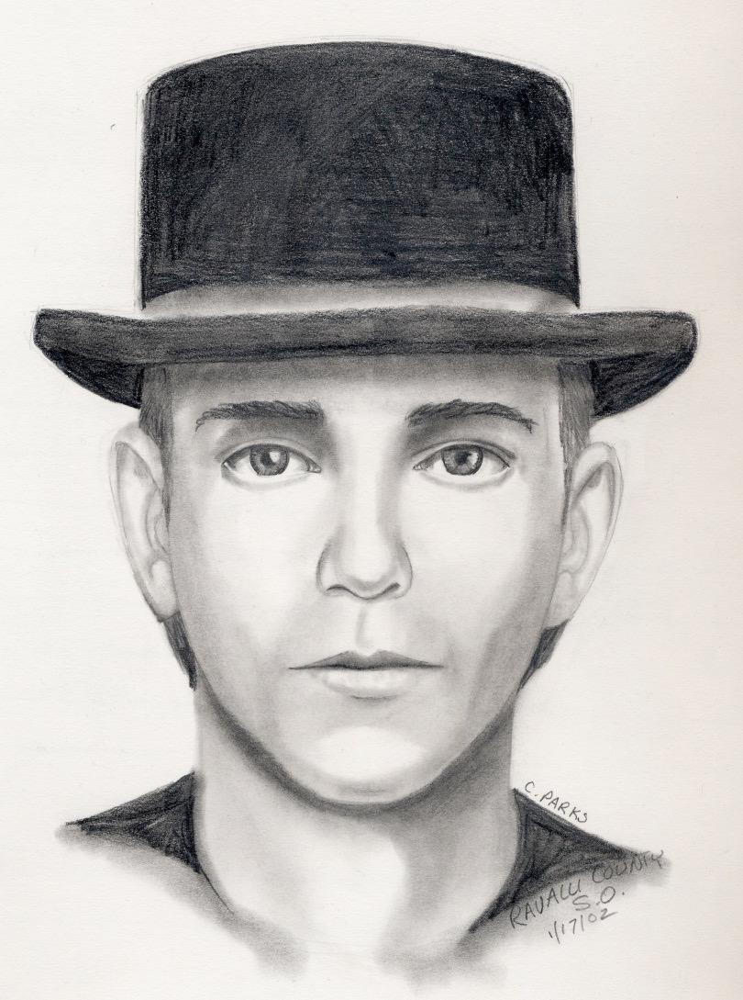 C. PARKS
RAVALLI COUNTY
S.O.
1/17/02